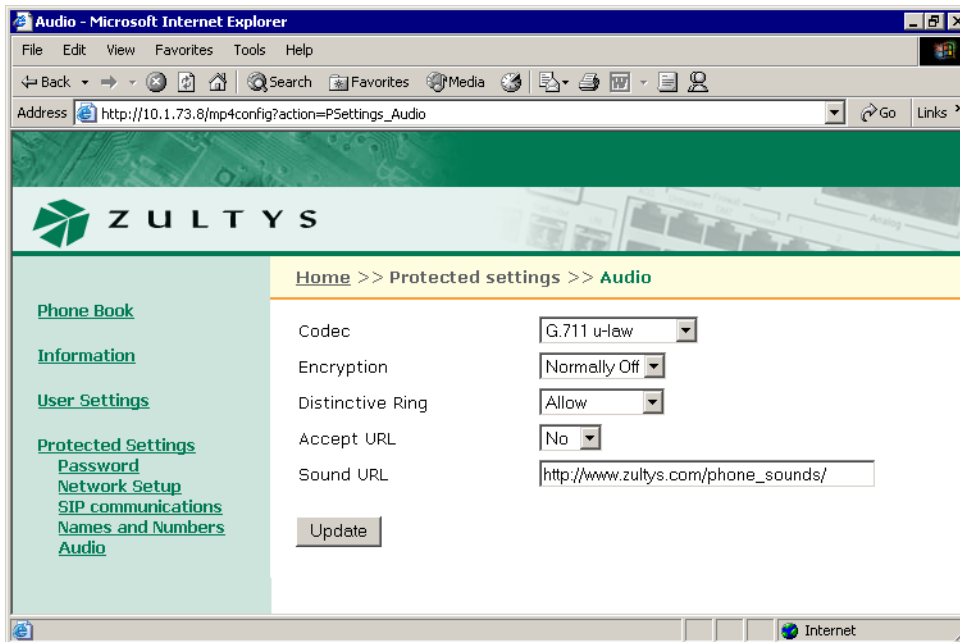 Audio - Microsoft Internet Explorer
File Edit View Favorites Tools Help
Back Search Favorites Media
Address http://10.1.73.8/mp4config?action=PSettings_Audio Go Links
ZULTYS
Home >> Protected settings >> Audio
Phone Book
Information
User Settings
Protected Settings
Password
Network Setup
SIP communications
Names and Numbers
Audio
Codec G.711 u-law
Encryption Normally Off
Distinctive Ring Allow
Accept URL No
Sound URL http://www.zultys.com/phone_sounds/
Update
Internet